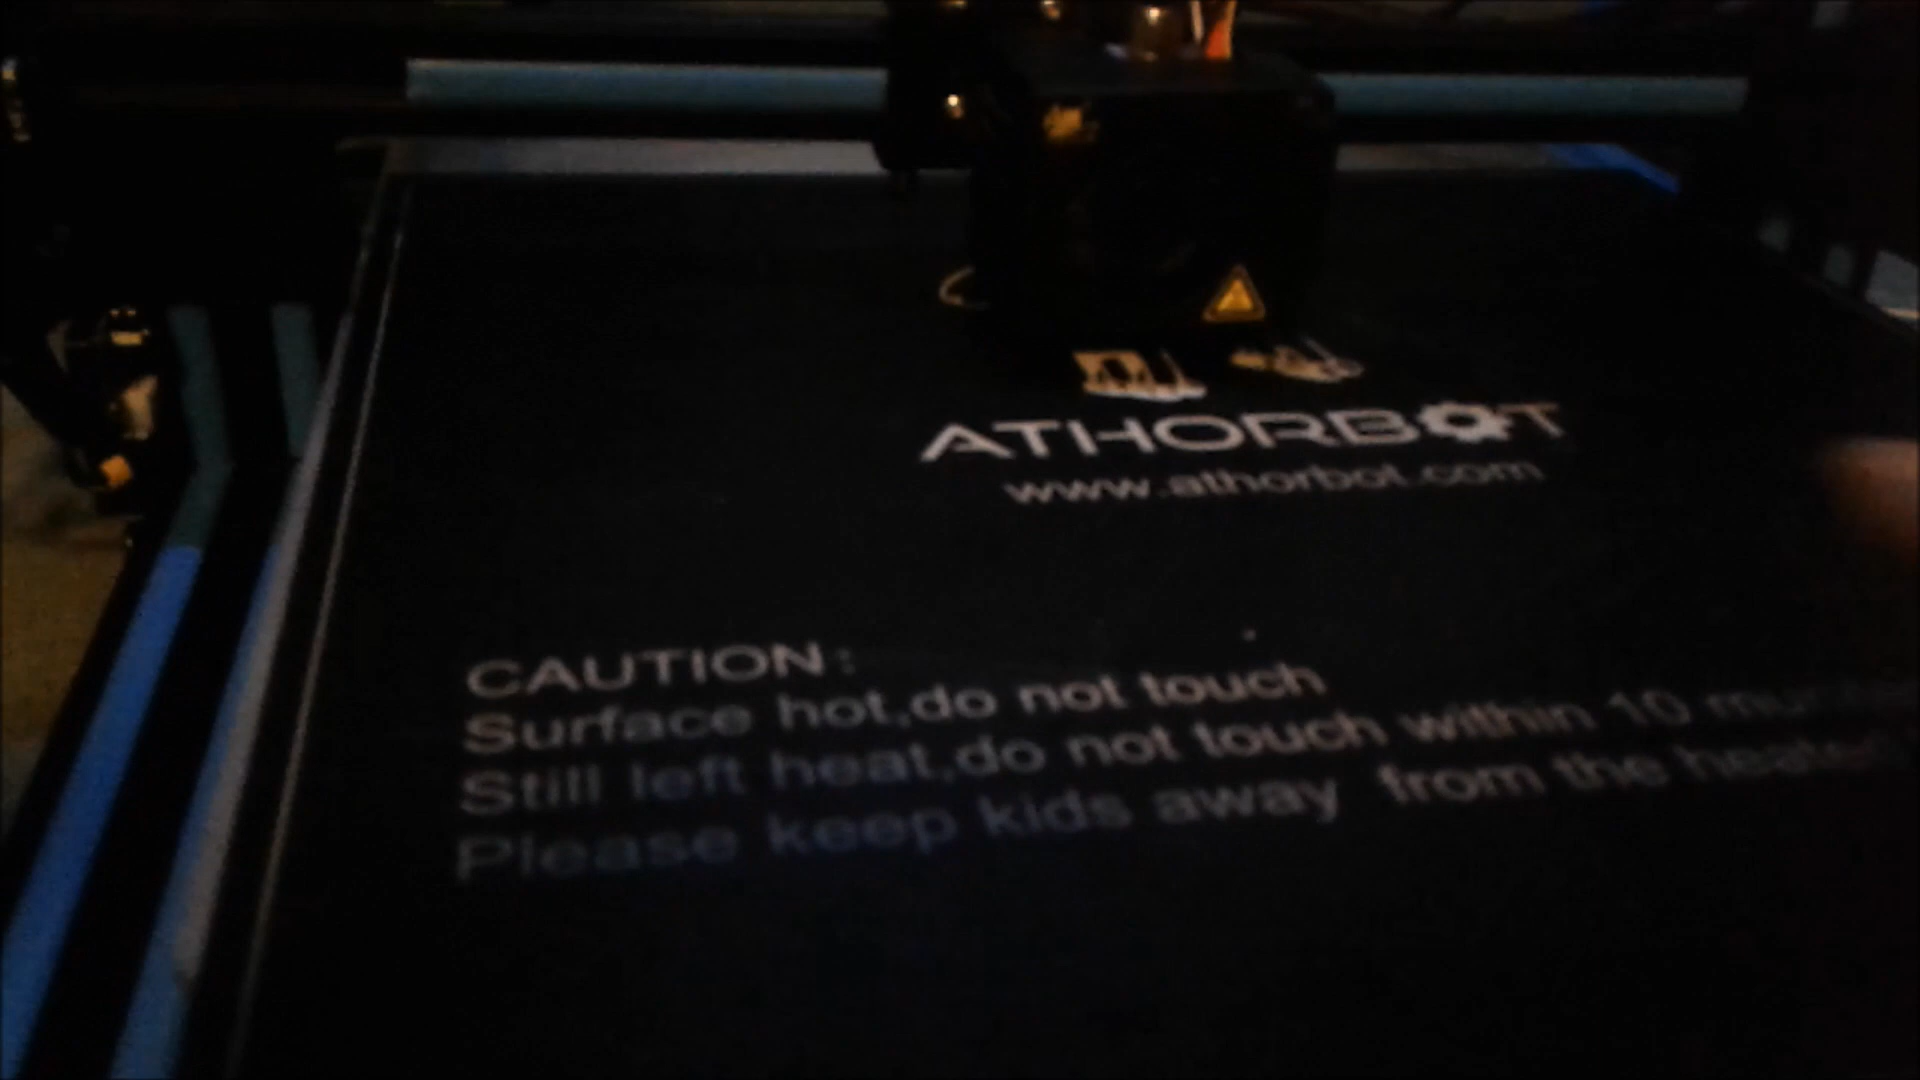 ATHORBOT
www.athorbot.com
CAUTION:
Surface hot,do not touch
Still left heat,do not touch within 10
Please keep kids away from the heated